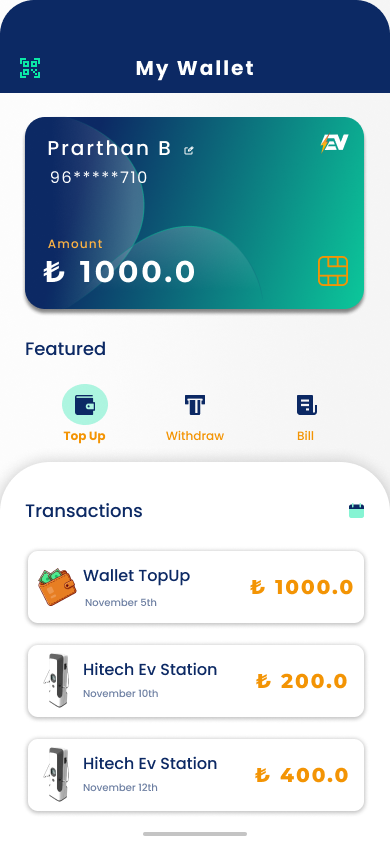 My Wallet
Prarthan B
EV
96*****710
Amount
₺ 1000.0
Featured
Top Up
Withdraw
Bill
Transactions
Wallet TopUp
₺ 1000.0
November 5th
Hitech Ev Station
₺ 200.0
November 10th
Hitech Ev Station
₺ 400.0
November 12th